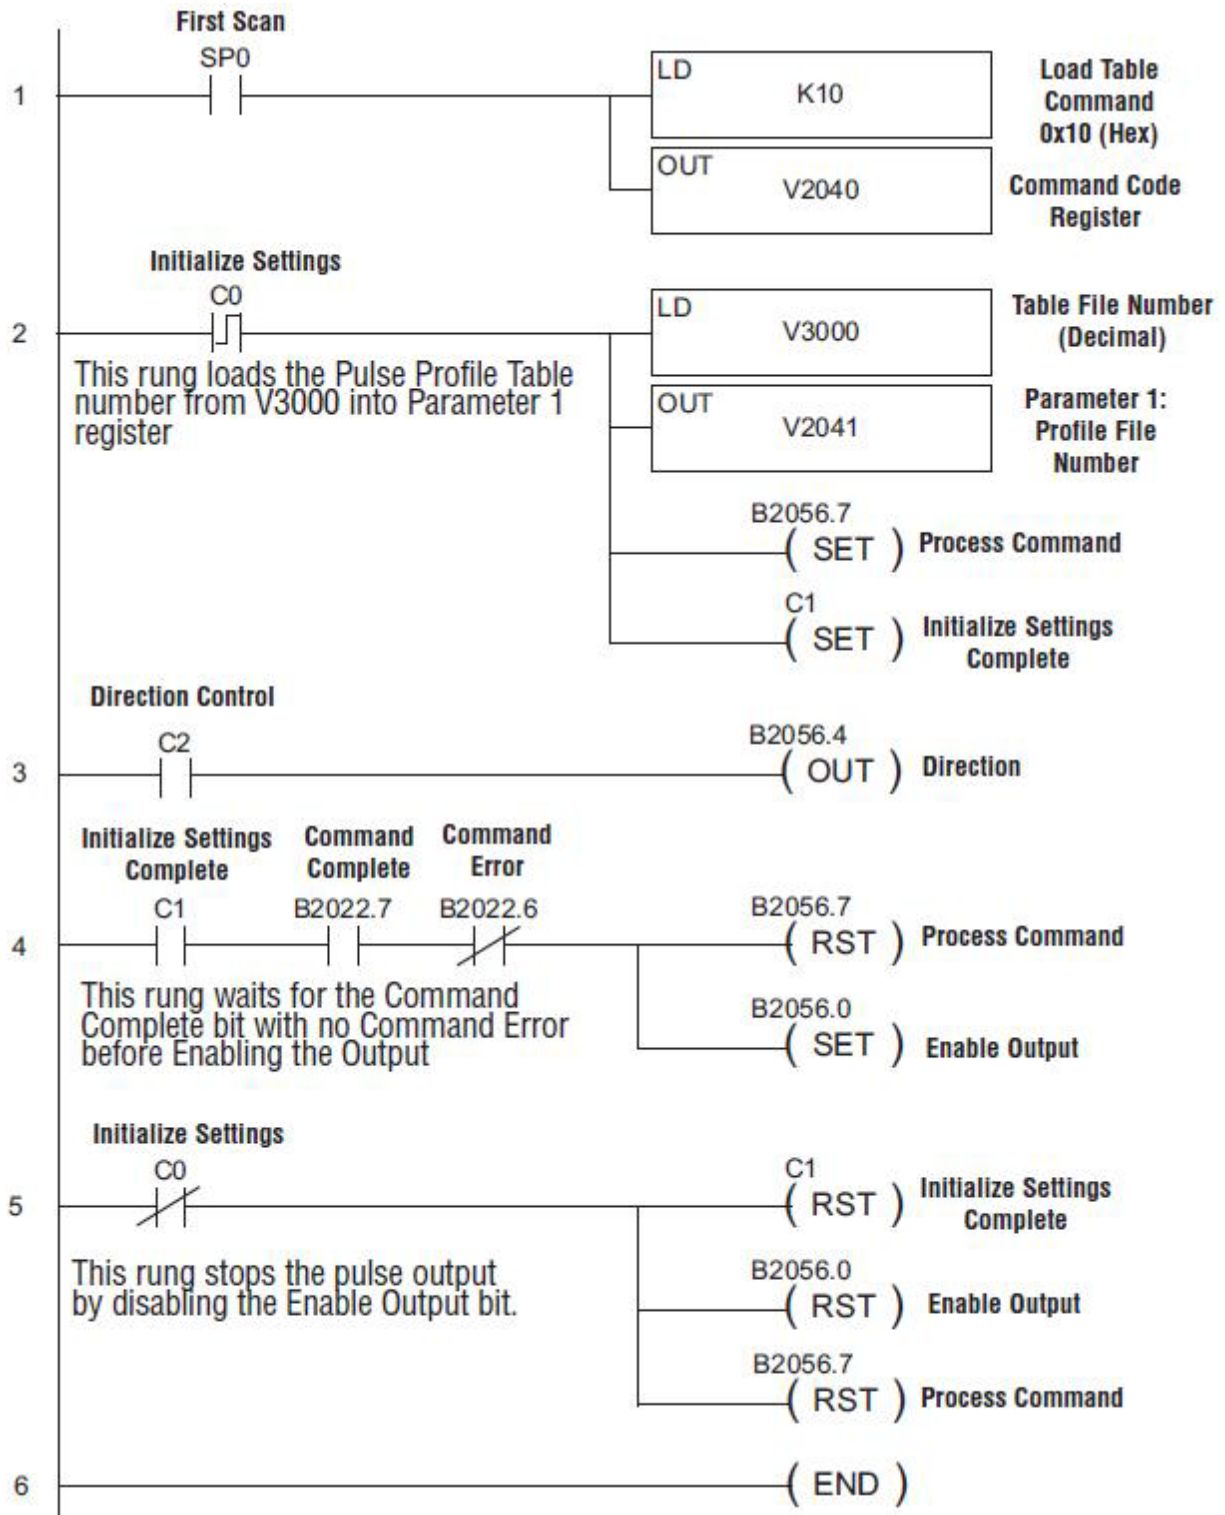 First Scan
SP0
1
LD
K10
Load Table
Command
0x10 (Hex)
OUT
V2040
Command Code
Register
Initialize Settings
C0
2
LD
V3000
Table File Number
(Decimal)
This rung loads the Pulse Profile Table
number from V3000 into Parameter 1
register
OUT
V2041
Parameter 1:
Profile File
Number
B2056.7
( SET )
Process Command
C1
( SET )
Initialize Settings
Complete
Direction Control
C2
3
B2056.4
( OUT )
Direction
Initialize Settings
Complete
Command
Complete
Command
Error
C1
B2022.7
B2022.6
4
B2056.7
( RST )
Process Command
This rung waits for the Command
Complete bit with no Command Error
before Enabling the Output
B2056.0
( SET )
Enable Output
Initialize Settings
C0
5
C1
( RST )
Initialize Settings
Complete
This rung stops the pulse output
by disabling the Enable Output bit.
B2056.0
( RST )
Enable Output
B2056.7
( RST )
Process Command
6
( END )